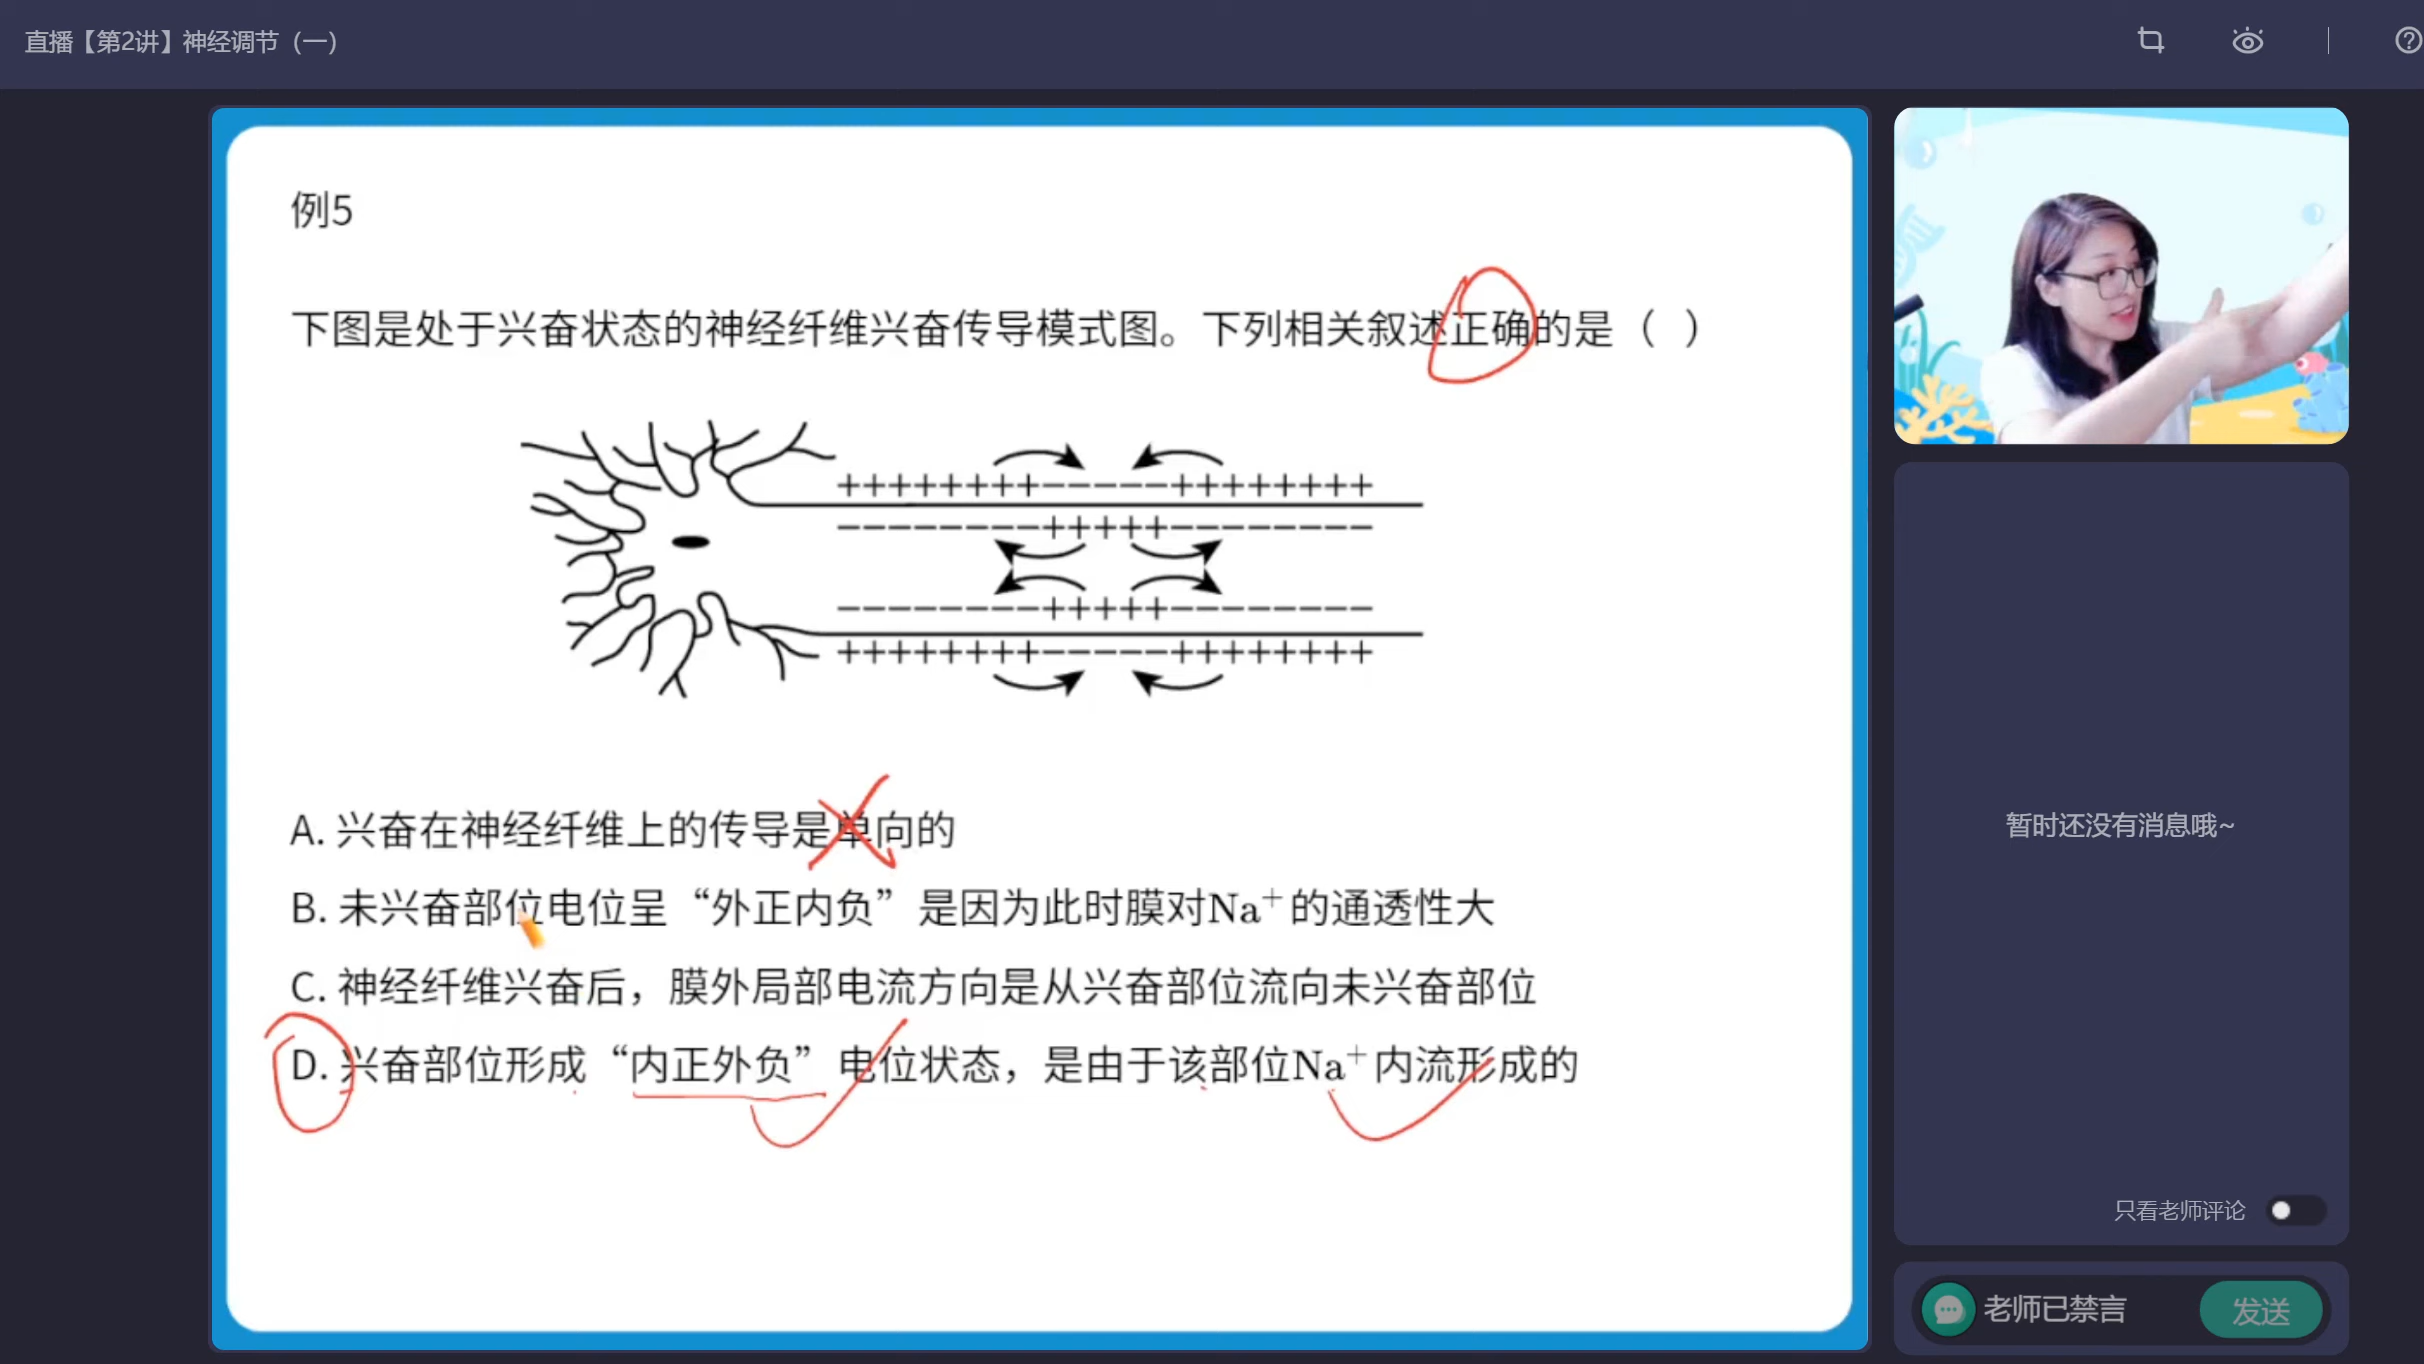 直播【第2讲】神经调节（一）
例5
下图是处于兴奋状态的神经纤维兴奋传导模式图。下列相关叙述正确的是（ ）
++++++++-----++++++++
--------+++++--------
--------+++++--------
++++++++-----++++++++
A. 兴奋在神经纤维上的传导是单向的
B. 未兴奋部位电位呈“外正内负”是因为此时膜对Na⁺的通透性大
C. 神经纤维兴奋后，膜外局部电流方向是从兴奋部位流向未兴奋部位
D. 兴奋部位形成“内正外负”电位状态，是由于该部位Na⁺内流形成的
暂时还没有消息哦~
只看老师评论
老师已禁言
发送